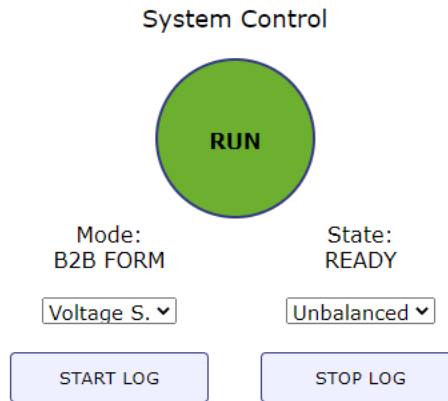 System Control
RUN
Mode:
B2B FORM
State:
READY
Voltage S.
Unbalanced
START LOG
STOP LOG